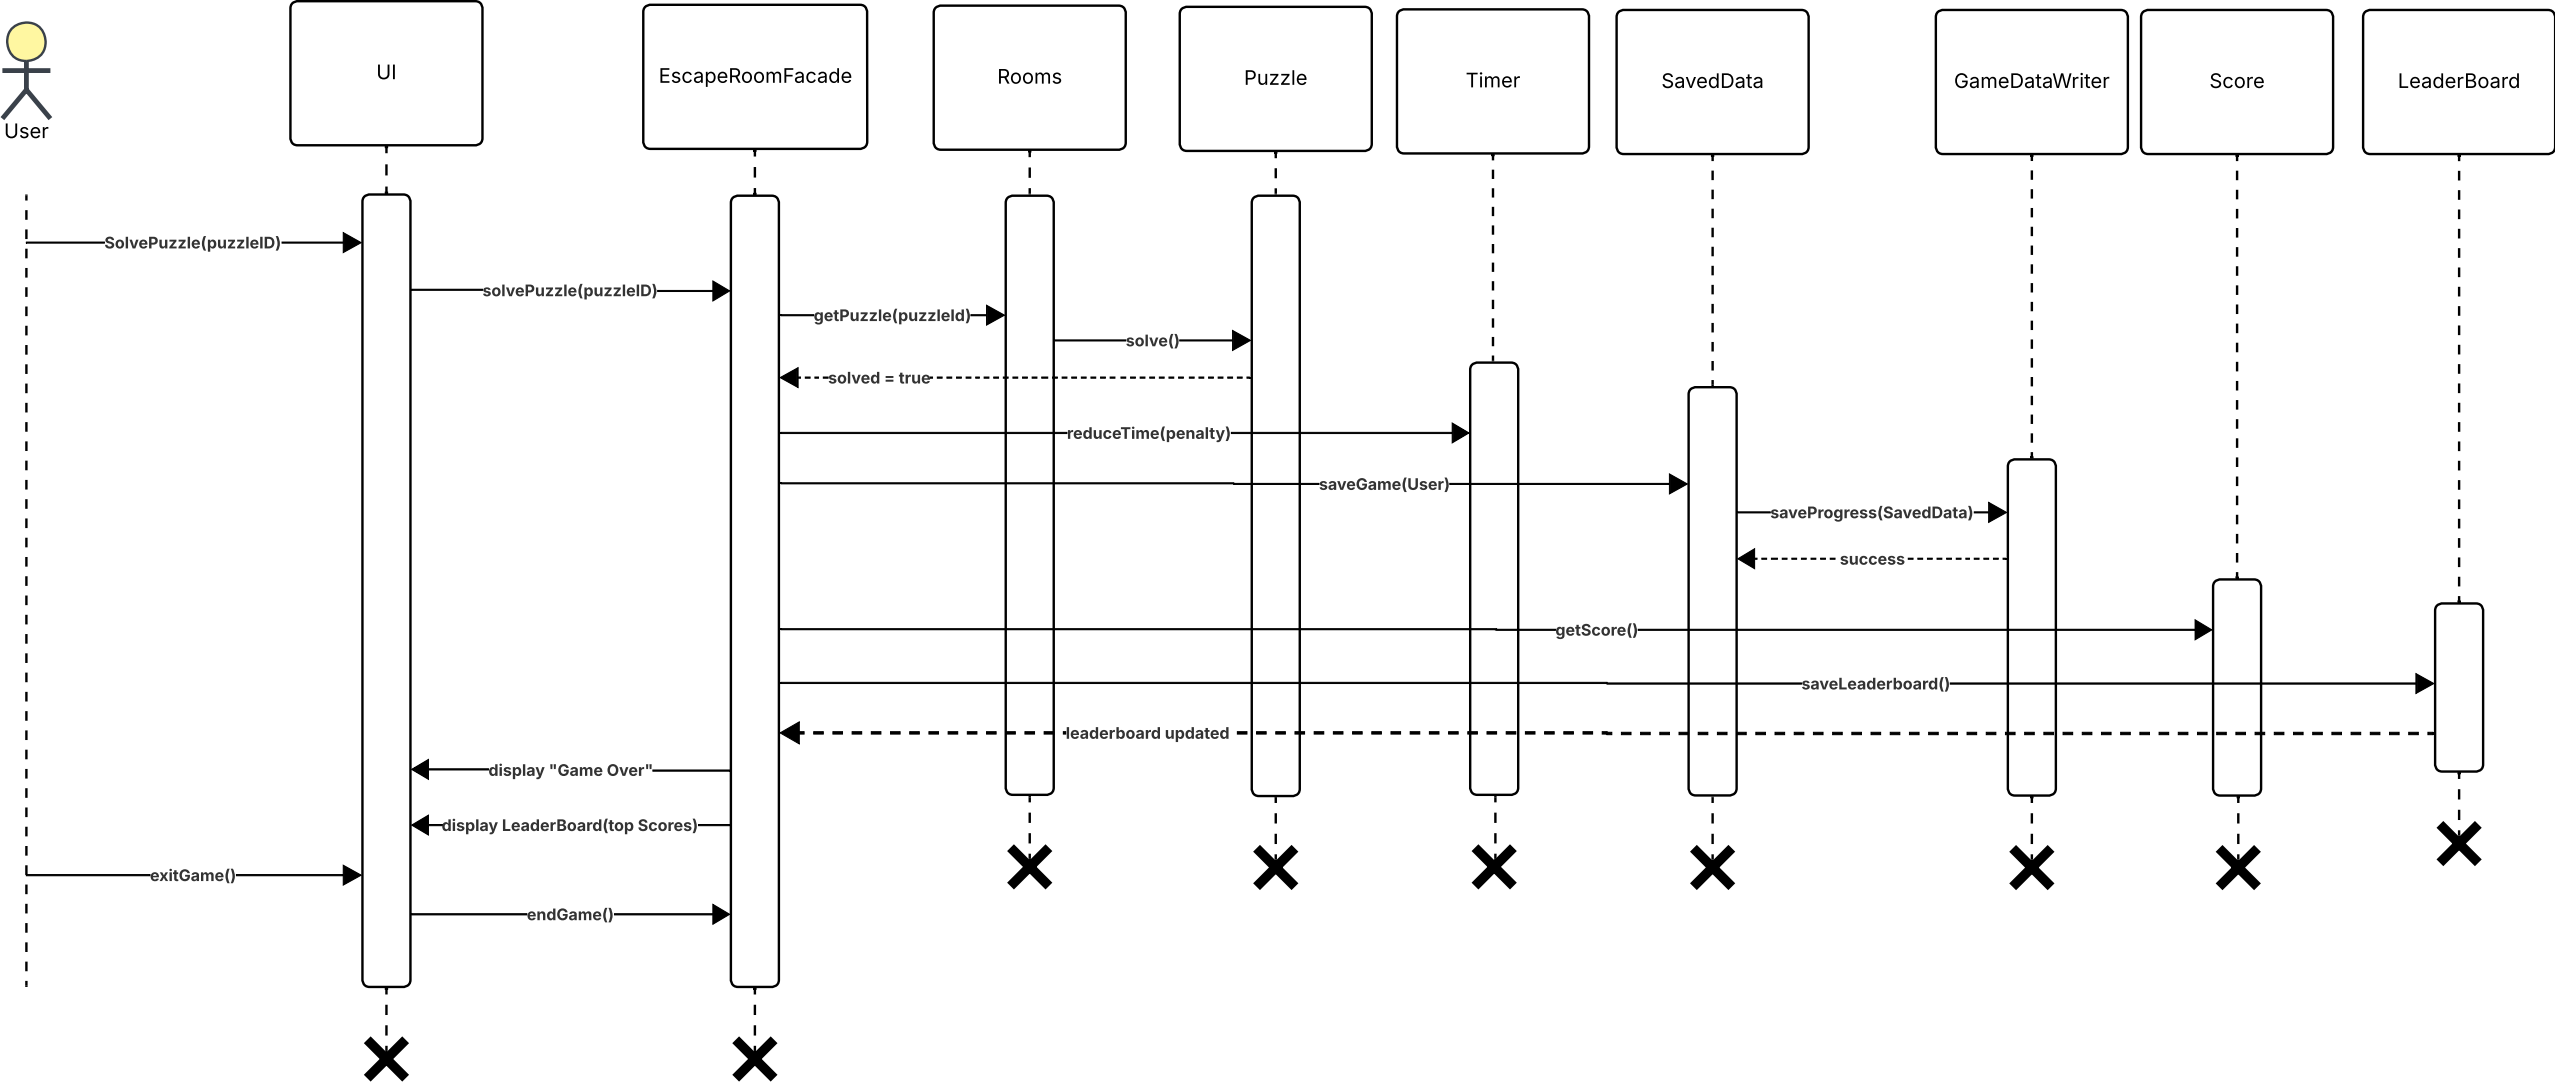 User
UI
EscapeRoomFacade
Rooms
Puzzle
Timer
SavedData
GameDataWriter
Score
LeaderBoard
SolvePuzzle(puzzleID)
solvePuzzle(puzzleID)
getPuzzle(puzzleId)
solve()
solved = true
reduceTime(penalty)
saveGame(User)
saveProgress(SavedData)
success
getScore()
saveLeaderboard()
leaderboard updated
display "Game Over"
display LeaderBoard(top Scores)
exitGame()
endGame()